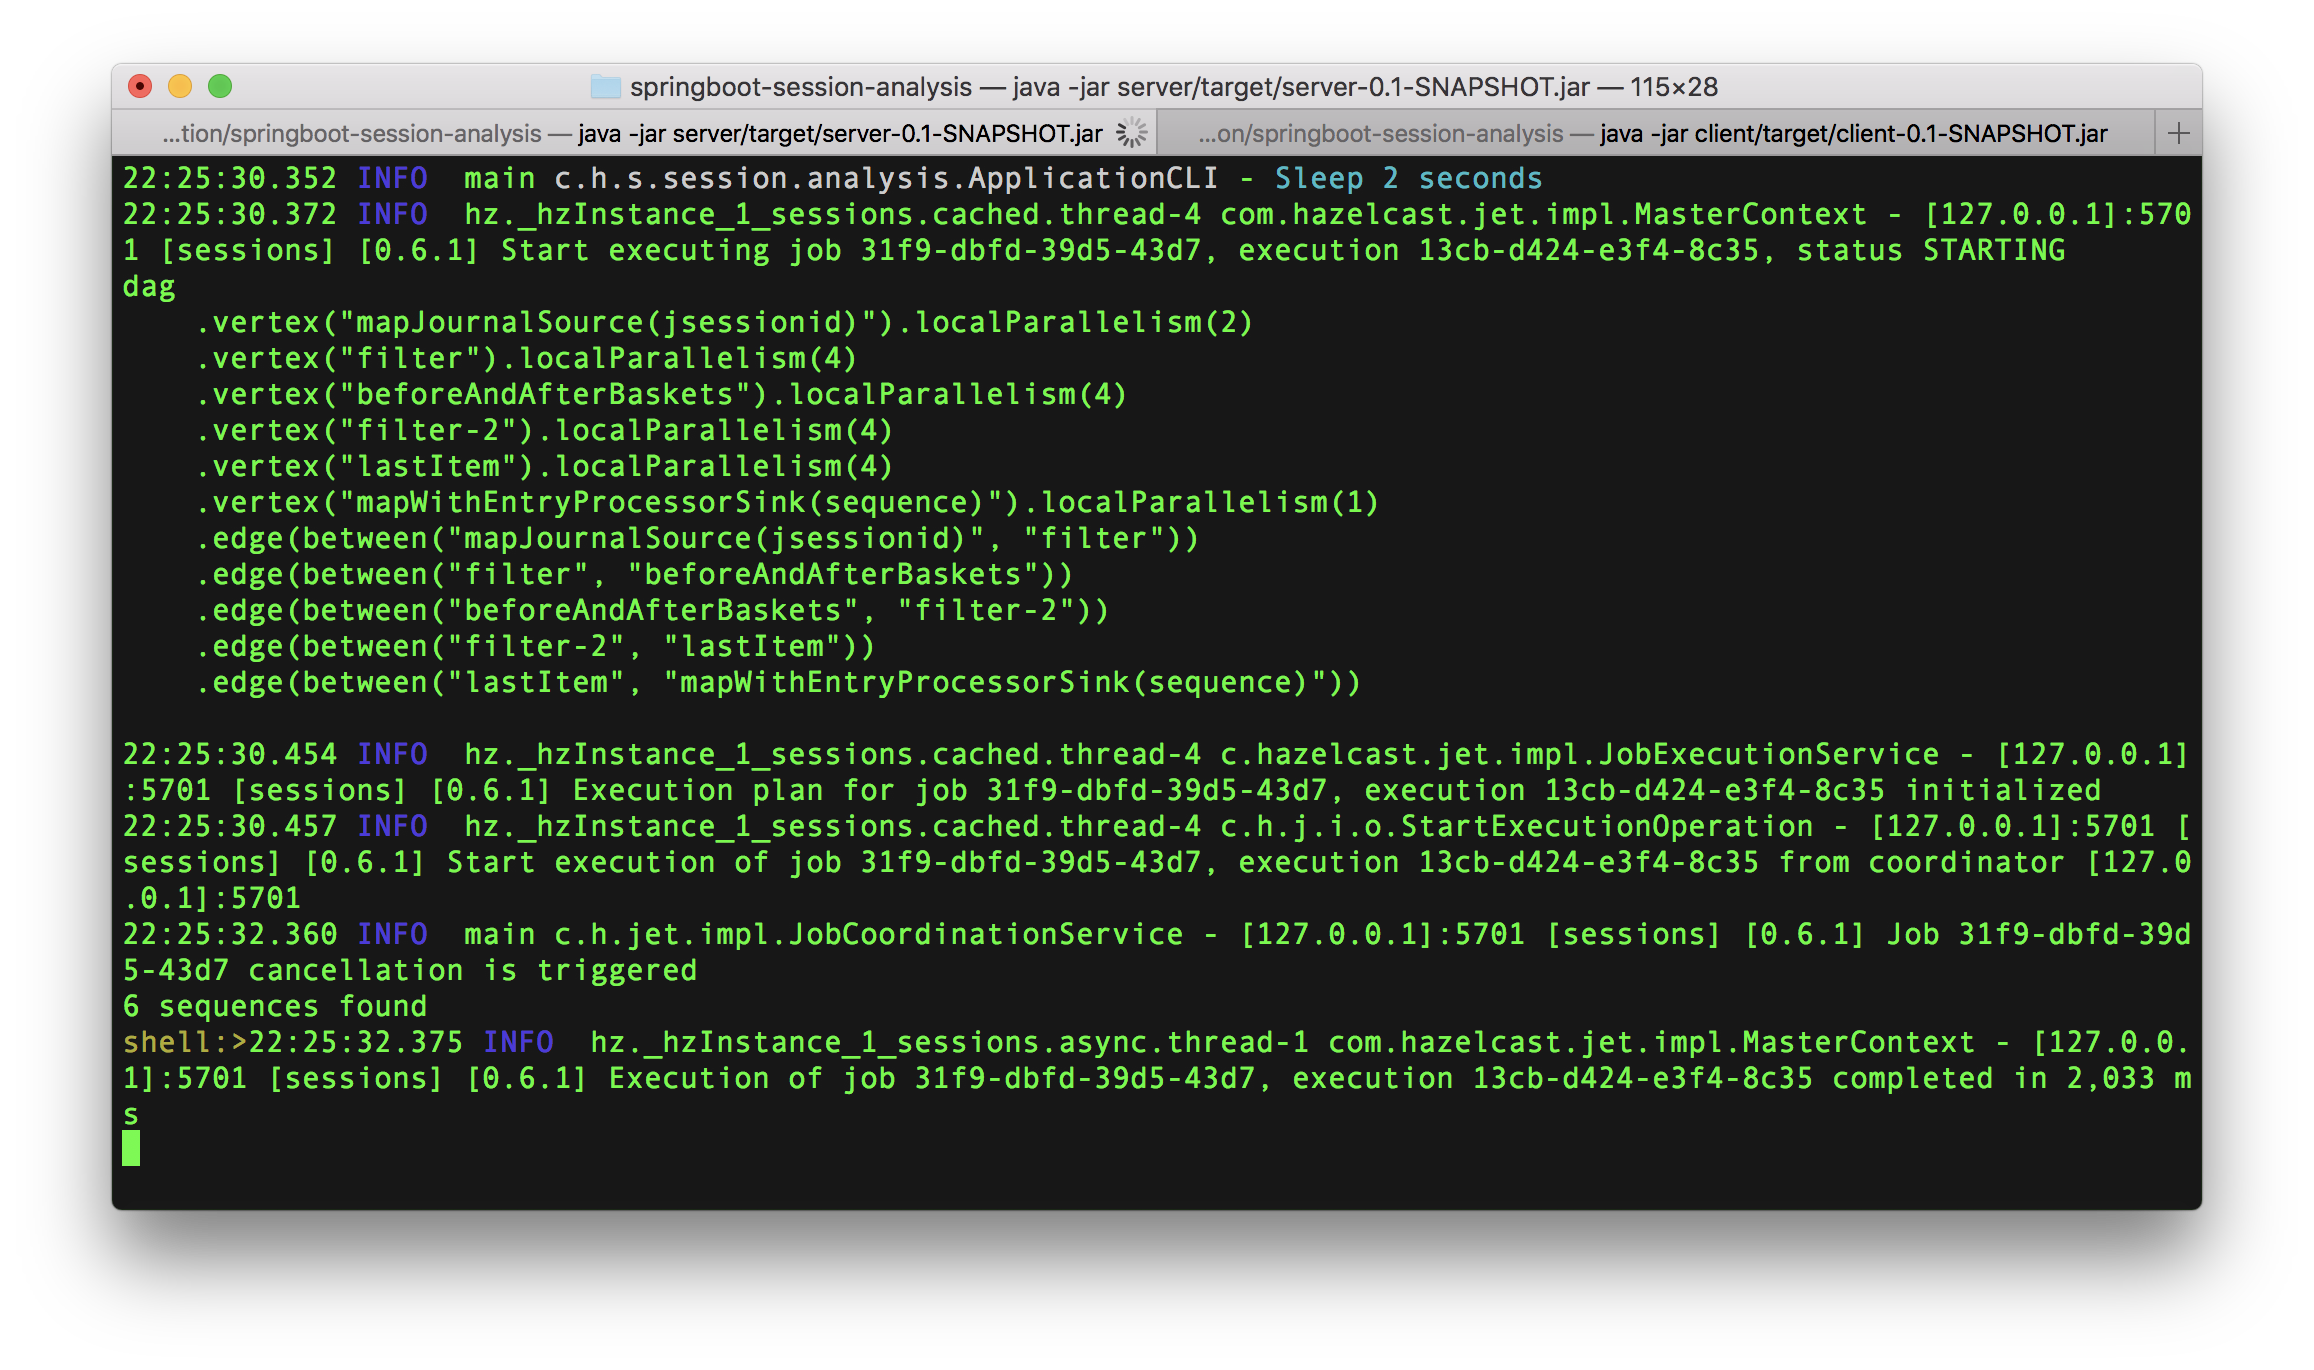 springboot-session-analysis — java -jar server/target/server-0.1-SNAPSHOT.jar — 115×28
...tion/springboot-session-analysis — java -jar server/target/server-0.1-SNAPSHOT.jar
...on/springboot-session-analysis — java -jar client/target/client-0.1-SNAPSHOT.jar
+
22:25:30.352 INFO  main c.h.s.session.analysis.ApplicationCLI - Sleep 2 seconds
22:25:30.372 INFO  hz._hzInstance_1_sessions.cached.thread-4 com.hazelcast.jet.impl.MasterContext - [127.0.0.1]:570
1 [sessions] [0.6.1] Start executing job 31f9-dbfd-39d5-43d7, execution 13cb-d424-e3f4-8c35, status STARTING
dag
    .vertex("mapJournalSource(jsessionid)").localParallelism(2)
    .vertex("filter").localParallelism(4)
    .vertex("beforeAndAfterBaskets").localParallelism(4)
    .vertex("filter-2").localParallelism(4)
    .vertex("lastItem").localParallelism(4)
    .vertex("mapWithEntryProcessorSink(sequence)").localParallelism(1)
    .edge(between("mapJournalSource(jsessionid)", "filter"))
    .edge(between("filter", "beforeAndAfterBaskets"))
    .edge(between("beforeAndAfterBaskets", "filter-2"))
    .edge(between("filter-2", "lastItem"))
    .edge(between("lastItem", "mapWithEntryProcessorSink(sequence)"))
22:25:30.454 INFO  hz._hzInstance_1_sessions.cached.thread-4 c.hazelcast.jet.impl.JobExecutionService - [127.0.0.1]
:5701 [sessions] [0.6.1] Execution plan for job 31f9-dbfd-39d5-43d7, execution 13cb-d424-e3f4-8c35 initialized
22:25:30.457 INFO  hz._hzInstance_1_sessions.cached.thread-4 c.h.j.i.o.StartExecutionOperation - [127.0.0.1]:5701 [
sessions] [0.6.1] Start execution of job 31f9-dbfd-39d5-43d7, execution 13cb-d424-e3f4-8c35 from coordinator [127.0
.0.1]:5701
22:25:32.360 INFO  main c.h.jet.impl.JobCoordinationService - [127.0.0.1]:5701 [sessions] [0.6.1] Job 31f9-dbfd-39d
5-43d7 cancellation is triggered
6 sequences found
shell:>22:25:32.375 INFO  hz._hzInstance_1_sessions.async.thread-1 com.hazelcast.jet.impl.MasterContext - [127.0.0.
1]:5701 [sessions] [0.6.1] Execution of job 31f9-dbfd-39d5-43d7, execution 13cb-d424-e3f4-8c35 completed in 2,033 m
s